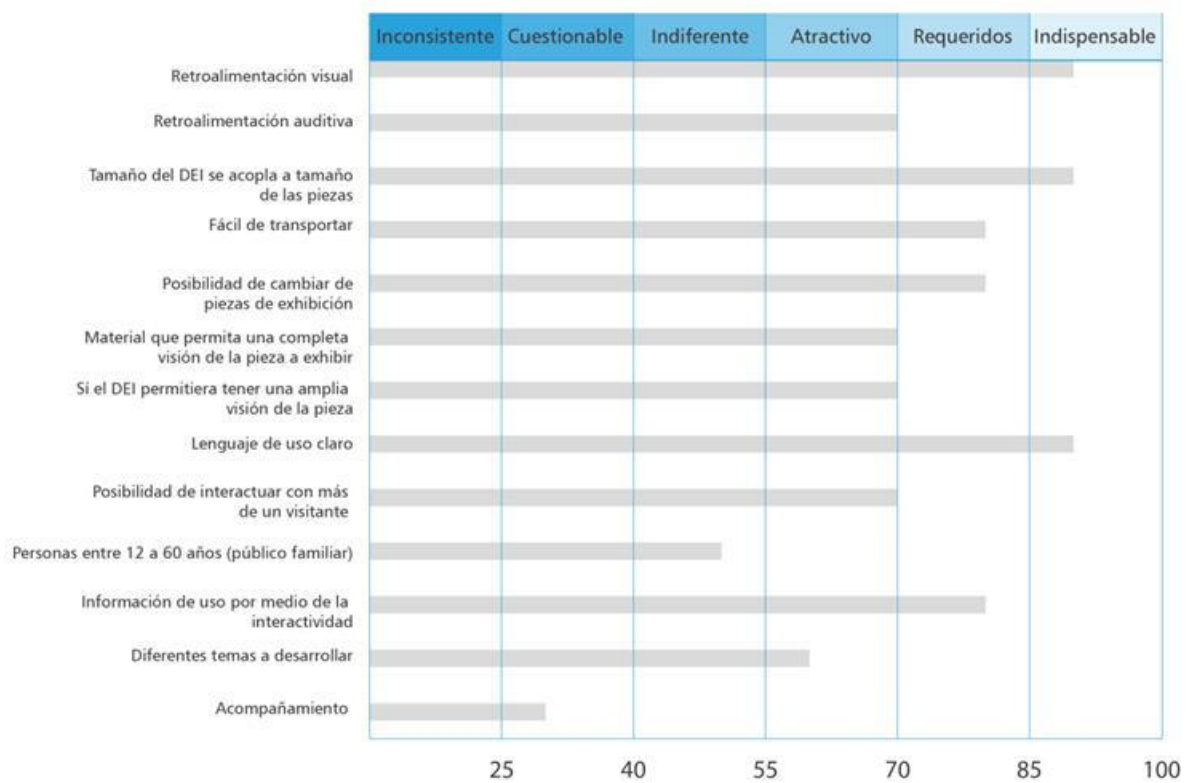 Inconsistente Cuestionable Indiferente Atractivo Requeridos Indispensable
Retroalimentación visual
Retroalimentación auditiva
Tamaño del DEI se acopla a tamaño
de las piezas
Fácil de transportar
Posibilidad de cambiar de
piezas de exhibición
Material que permita una completa
visión de la pieza a exhibir
Sí el DEI permitiera tener una amplia
visión de la pieza
Lenguaje de uso claro
Posibilidad de interactuar con más
de un visitante
Personas entre 12 a 60 años (público familiar)
Información de uso por medio de la
interactividad
Diferentes temas a desarrollar
Acompañamiento
25 40 55 70 85 100